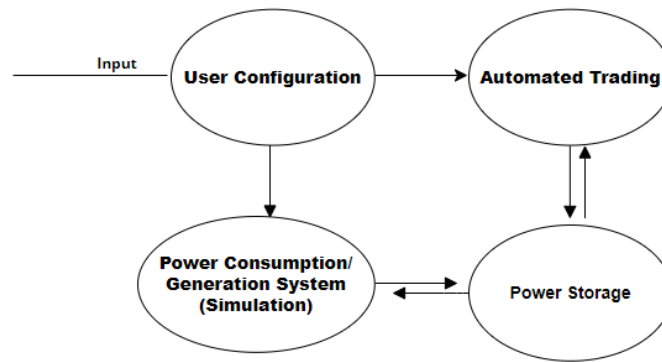 Input
User Configuration
Automated Trading
Power Consumption/
Generation System
(Simulation)
Power Storage